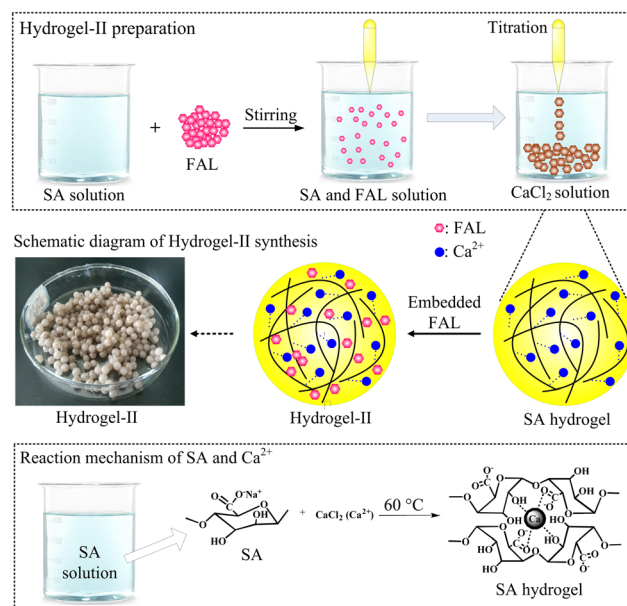 Hydrogel-II preparation
Titration
+
Stirring
FAL
SA solution
SA and FAL solution
CaCl₂ solution
Schematic diagram of Hydrogel-II synthesis
: FAL
: Ca²⁺
Embedded
FAL
Hydrogel-II
Hydrogel-II
SA hydrogel
Reaction mechanism of SA and Ca²⁺
SA
solution
O
O⁻Na⁺
O
OH
HO
SA
+ CaCl₂ (Ca²⁺)
60 °C
Ca
SA hydrogel